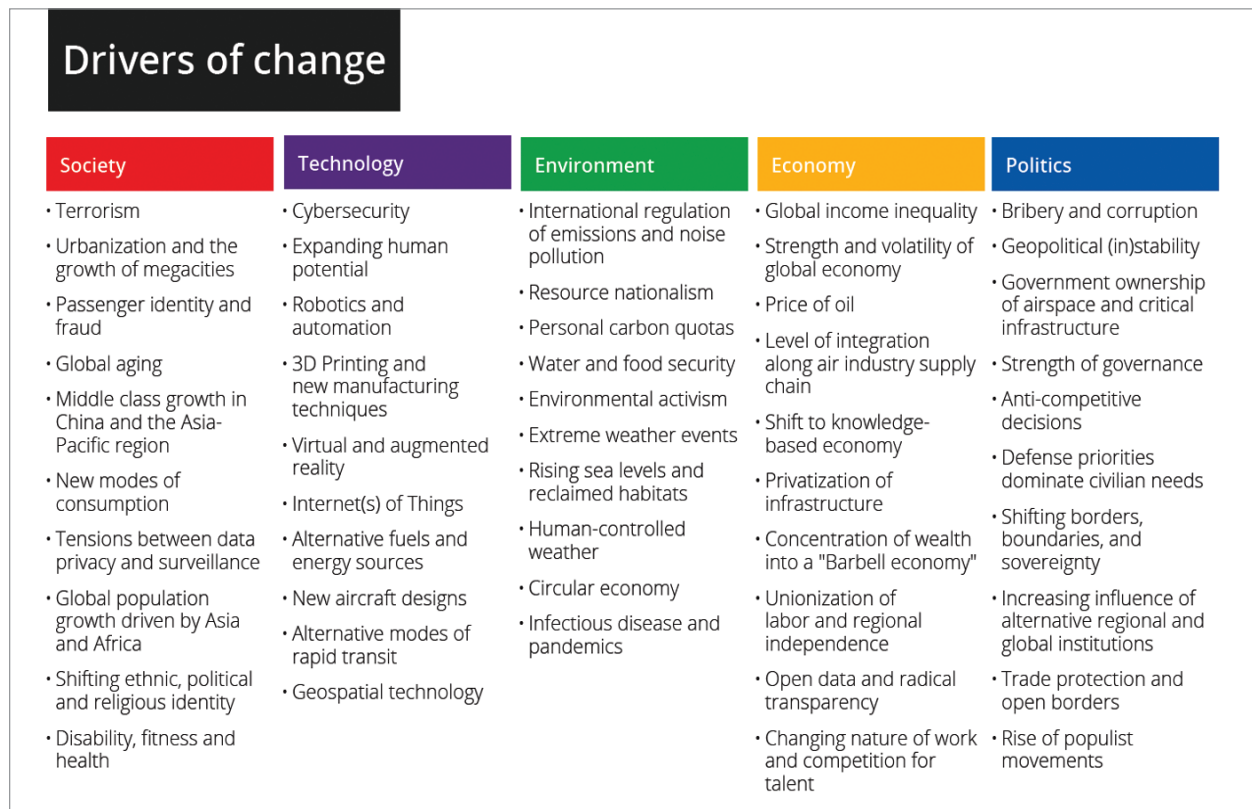 Drivers of change
Society
• Terrorism
• Urbanization and the
growth of megacities
• Passenger identity and
fraud
• Global aging
• Middle class growth in
China and the Asia-
Pacific region
• New modes of
consumption
• Tensions between data
privacy and surveillance
• Global population
growth driven by Asia
and Africa
• Shifting ethnic, political
and religious identity
• Disability, fitness and
health
Technology
• Cybersecurity
• Expanding human
potential
• Robotics and
automation
• 3D Printing and
new manufacturing
techniques
• Virtual and augmented
reality
• Internet(s) of Things
• Alternative fuels and
energy sources
• New aircraft designs
• Alternative modes of
rapid transit
• Geospatial technology
Environment
• International regulation
of emissions and noise
pollution
• Resource nationalism
• Personal carbon quotas
• Water and food security
• Environmental activism
• Extreme weather events
• Rising sea levels and
reclaimed habitats
• Human-controlled
weather
• Circular economy
• Infectious disease and
pandemics
Economy
• Global income inequality
• Strength and volatility of
global economy
• Price of oil
• Level of integration
along air industry supply
chain
• Shift to knowledge-
based economy
• Privatization of
infrastructure
• Concentration of wealth
into a "Barbell economy"
• Unionization of
labor and regional
independence
• Open data and radical
transparency
• Changing nature of work
and competition for
talent
Politics
• Bribery and corruption
• Geopolitical (in)stability
• Government ownership
of airspace and critical
infrastructure
• Strength of governance
• Anti-competitive
decisions
• Defense priorities
dominate civilian needs
• Shifting borders,
boundaries, and
sovereignty
• Increasing influence of
alternative regional and
global institutions
• Trade protection and
open borders
• Rise of populist
movements